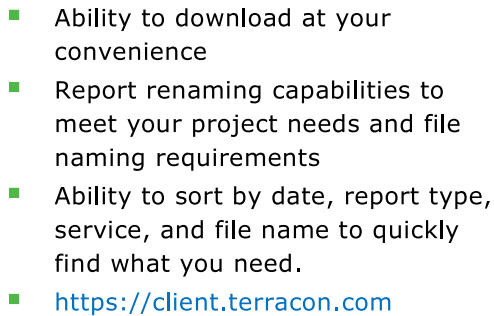 Ability to download at your
convenience
Report renaming capabilities to
meet your project needs and file
naming requirements
Ability to sort by date, report type,
service, and file name to quickly
find what you need.
https://client.terracon.com